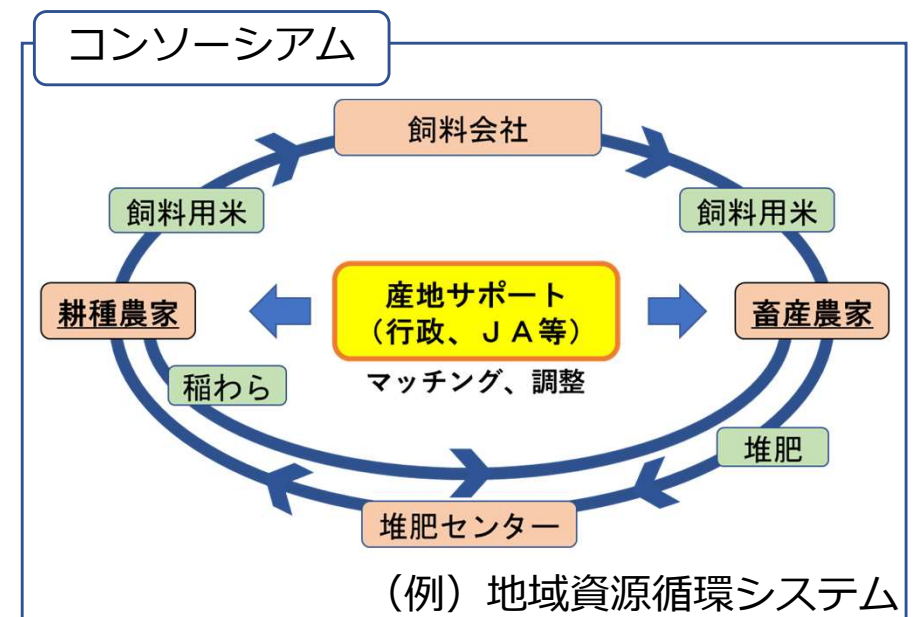 コンソーシアム
飼料会社
飼料用米
飼料用米
産地サポート
（行政、ＪＡ等）
耕種農家
畜産農家
マッチング、調整
稲わら
堆肥
堆肥センター
（例）地域資源循環システム